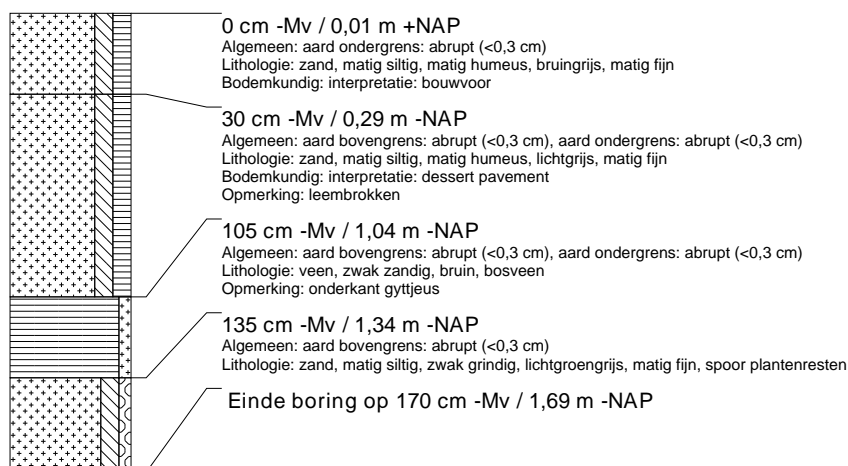 0 cm -Mv / 0,01 m +NAP
Algemeen: aard ondergrens: abrupt (<0,3 cm)
Lithologie: zand, matig siltig, matig humeus, bruingrijs, matig fijn
Bodemkundig: interpretatie: bouwvoor
30 cm -Mv / 0,29 m -NAP
Algemeen: aard bovengrens: abrupt (<0,3 cm), aard ondergrens: abrupt (<0,3 cm)
Lithologie: zand, matig siltig, matig humeus, lichtgrijs, matig fijn
Bodemkundig: interpretatie: dessert pavement
Opmerking: leembrokken
105 cm -Mv / 1,04 m -NAP
Algemeen: aard bovengrens: abrupt (<0,3 cm), aard ondergrens: abrupt (<0,3 cm)
Lithologie: veen, zwak zandig, bruin, bosveen
Opmerking: onderkant gyttjeus
135 cm -Mv / 1,34 m -NAP
Algemeen: aard bovengrens: abrupt (<0,3 cm)
Lithologie: zand, matig siltig, zwak grindig, lichtgroengrijs, matig fijn, spoor plantenresten
Einde boring op 170 cm -Mv / 1,69 m -NAP